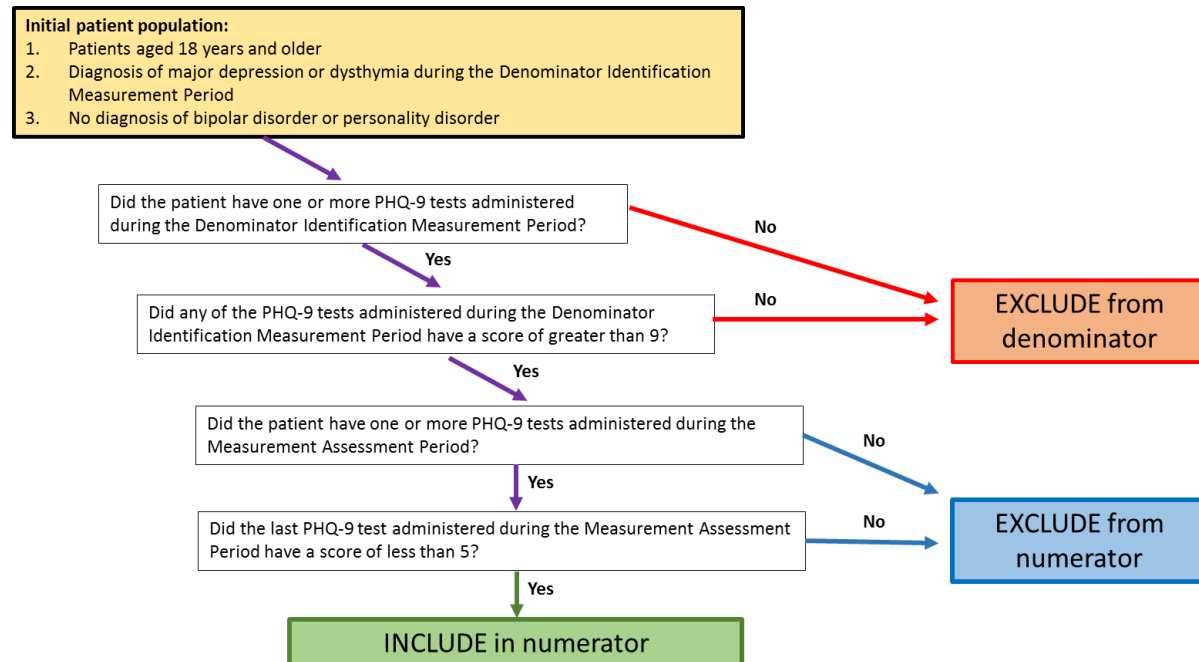 Initial patient population:
1. Patients aged 18 years and older
2. Diagnosis of major depression or dysthymia during the Denominator Identification
Measurement Period
3. No diagnosis of bipolar disorder or personality disorder
Did the patient have one or more PHQ-9 tests administered
during the Denominator Identification Measurement Period?
No
Yes
Did any of the PHQ-9 tests administered during the Denominator
Identification Measurement Period have a score of greater than 9?
No
EXCLUDE from
denominator
Yes
Did the patient have one or more PHQ-9 tests administered during the
Measurement Assessment Period?
No
Yes
Did the last PHQ-9 test administered during the Measurement Assessment
Period have a score of less than 5?
No
EXCLUDE from
numerator
Yes
INCLUDE in numerator